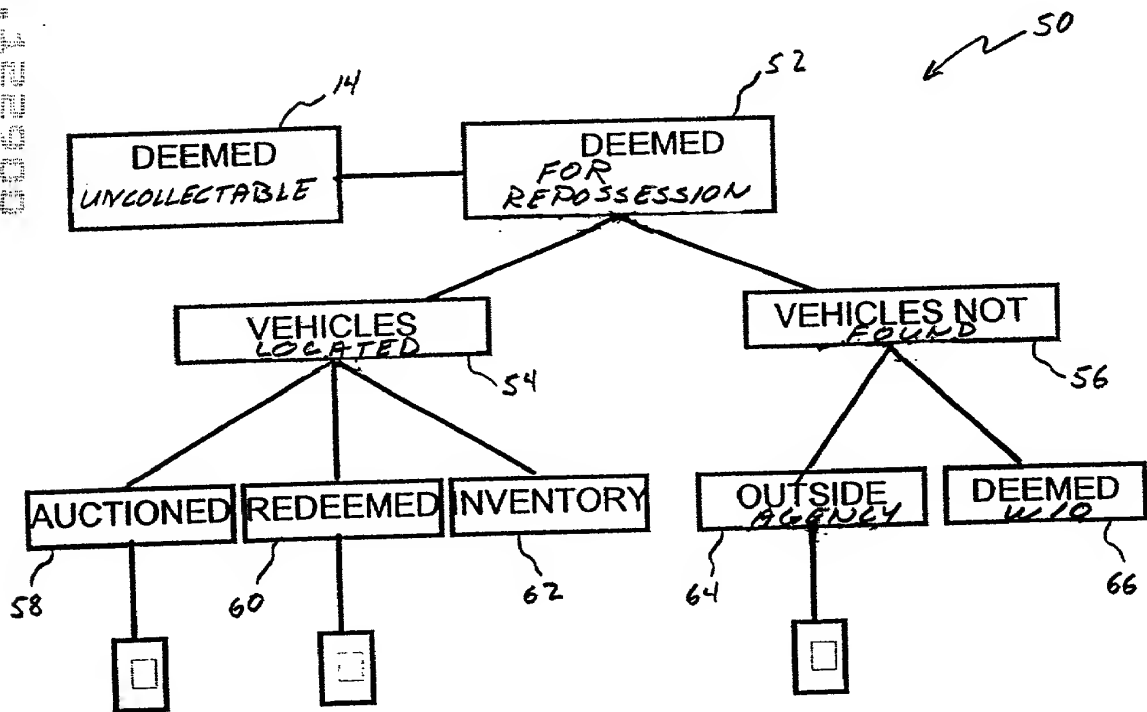 50
14
52
DEEMED
UNCOLLECTABLE
DEEMED
FOR
REPOSSESSION
VEHICLES
LOCATED
54
VEHICLES NOT
FOUND
56
AUCTIONED
REDEEMED
INVENTORY
OUTSIDE
AGENCY
DEEMED
W/O
58
60
62
64
66